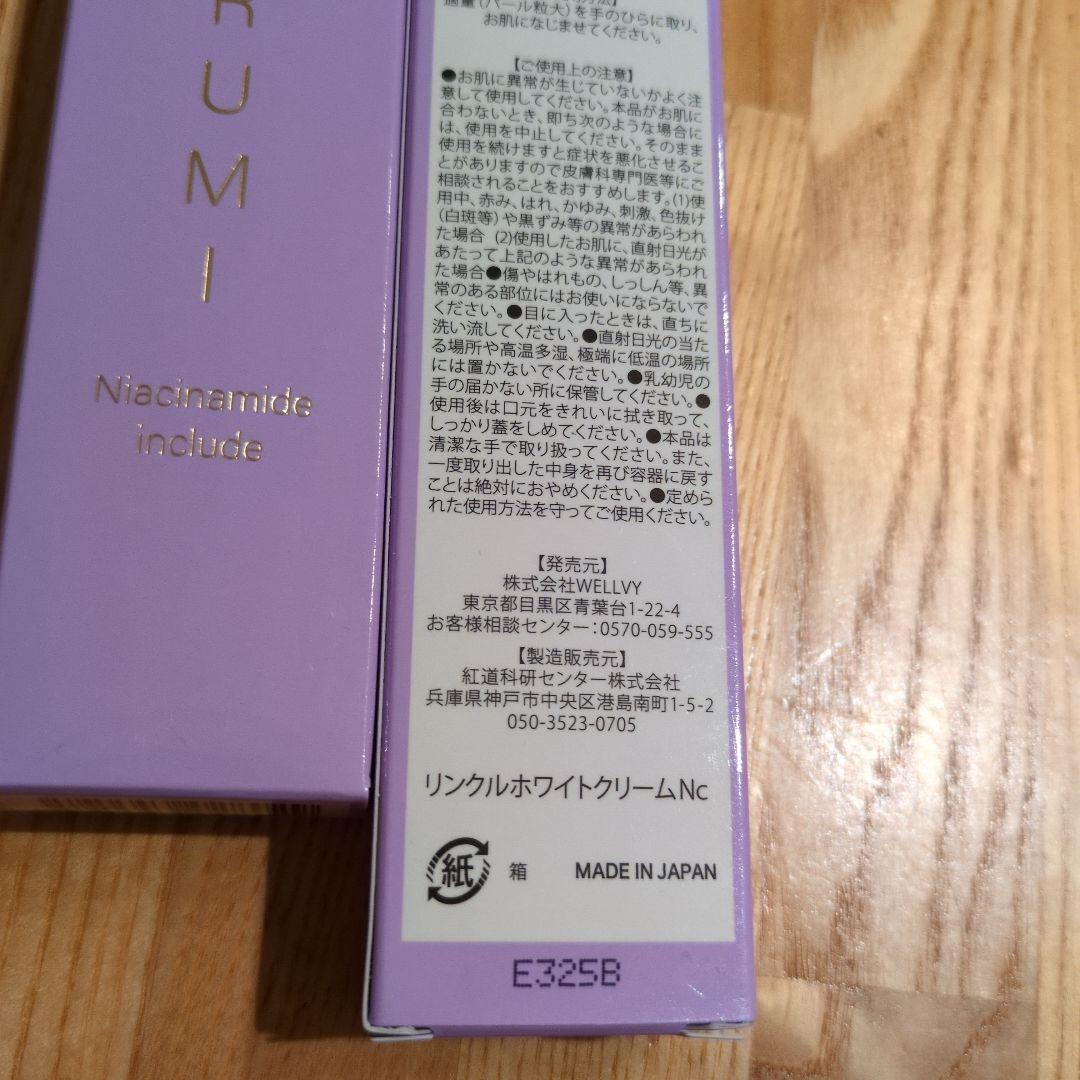 RUMI
Niacinamide
include
適量(パール粒大)を手のひらに取り、
お肌になじませてください。
【ご使用上の注意】
●お肌に異常が生じていないかよく注
意して使用してください。本品がお肌に
合わないとき、即ち次のような場合に
は、使用を中止してください。そのまま
使用を続けますと症状を悪化させるこ
とがありますので皮膚科専門医等にご
相談されることをおすすめします。(1)使
用中、赤み、はれ、かゆみ、刺激、色抜け
(白斑等)や黒ずみ等の異常があらわれ
た場合 (2)使用したお肌に、直射日光が
あたって上記のような異常があらわれ
た場合●傷やはれもの、しっしん等、異
常のある部位にはお使いにならないで
ください。●目に入ったときは、直ちに
洗い流してください。●直射日光の当た
る場所や高温多湿、極端に低温の場所
には置かないでください。●乳幼児の
手の届かない所に保管してください。●
使用後は口元をきれいに拭き取って、
しっかり蓋をしめてください。●本品は
清潔な手で取り扱ってください。また、
一度取り出した中身を再び容器に戻す
ことは絶対におやめください。●定めら
れた使用方法を守ってご使用ください。
【発売元】
株式会社WELLVY
東京都目黒区青葉台1-22-4
お客様相談センター:0570-059-555
【製造販売元】
紅道科研センター株式会社
兵庫県神戸市中央区港島南町1-5-2
050-3523-0705
リンクルホワイトクリームNc
紙 箱 MADE IN JAPAN
E325B